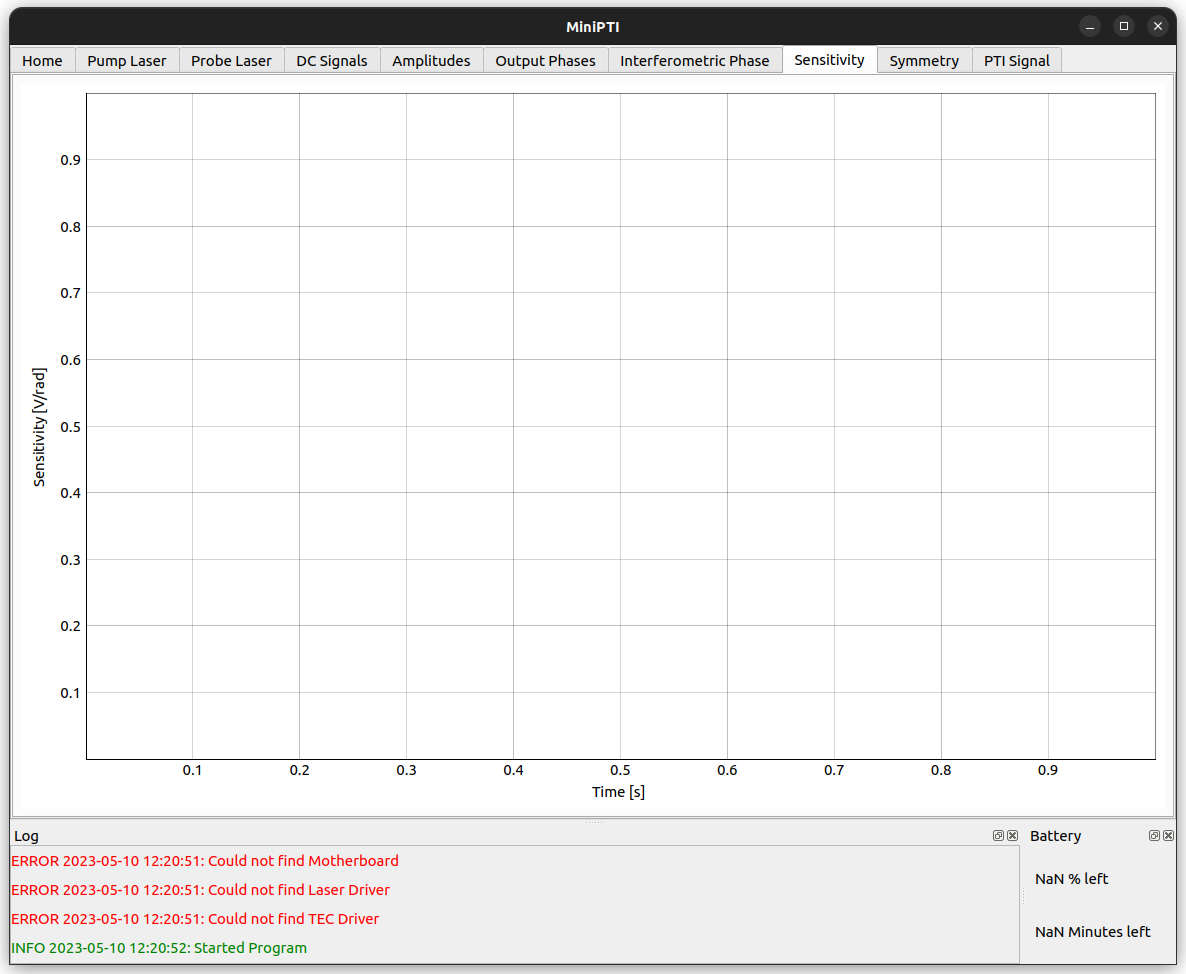 MiniPTI
Home Pump Laser Probe Laser DC Signals Amplitudes Output Phases Interferometric Phase Sensitivity Symmetry PTI Signal
0.9
0.8
0.7
0.6
0.5
0.4
0.3
0.2
0.1
Sensitivity [V/rad]
0.1 0.2 0.3 0.4 0.5 0.6 0.7 0.8 0.9
Time [s]
Log
ERROR 2023-05-10 12:20:51: Could not find Motherboard
ERROR 2023-05-10 12:20:51: Could not find Laser Driver
ERROR 2023-05-10 12:20:51: Could not find TEC Driver
INFO 2023-05-10 12:20:52: Started Program
Battery
NaN % left
NaN Minutes left